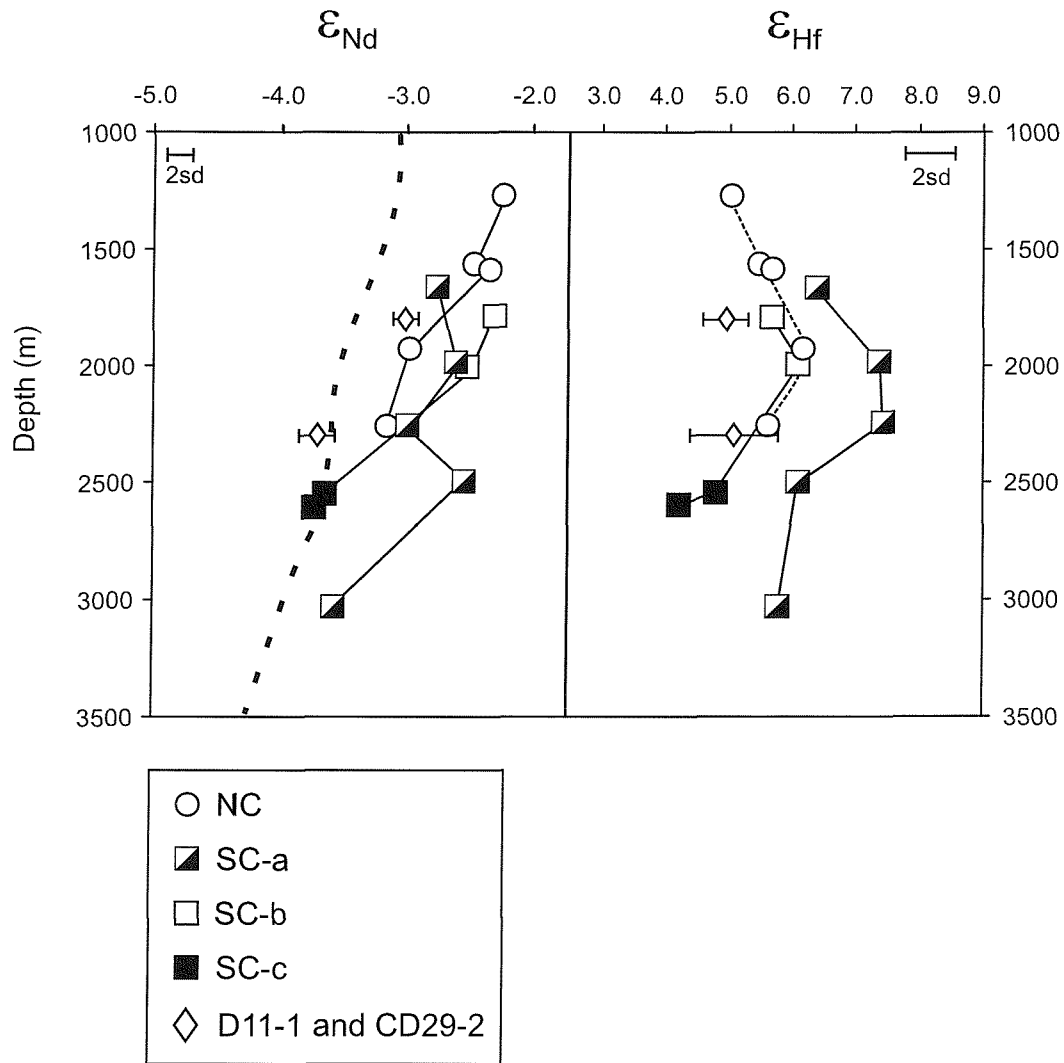 εNd εHf
-5.0 -4.0 -3.0 -2.0 3.0 4.0 5.0 6.0 7.0 8.0 9.0
1000 1000
2sd 2sd
1500 1500
2000 2000
2500 2500
3000 3000
3500 3500
Depth (m)
NC
SC-a
SC-b
SC-c
D11-1 and CD29-2